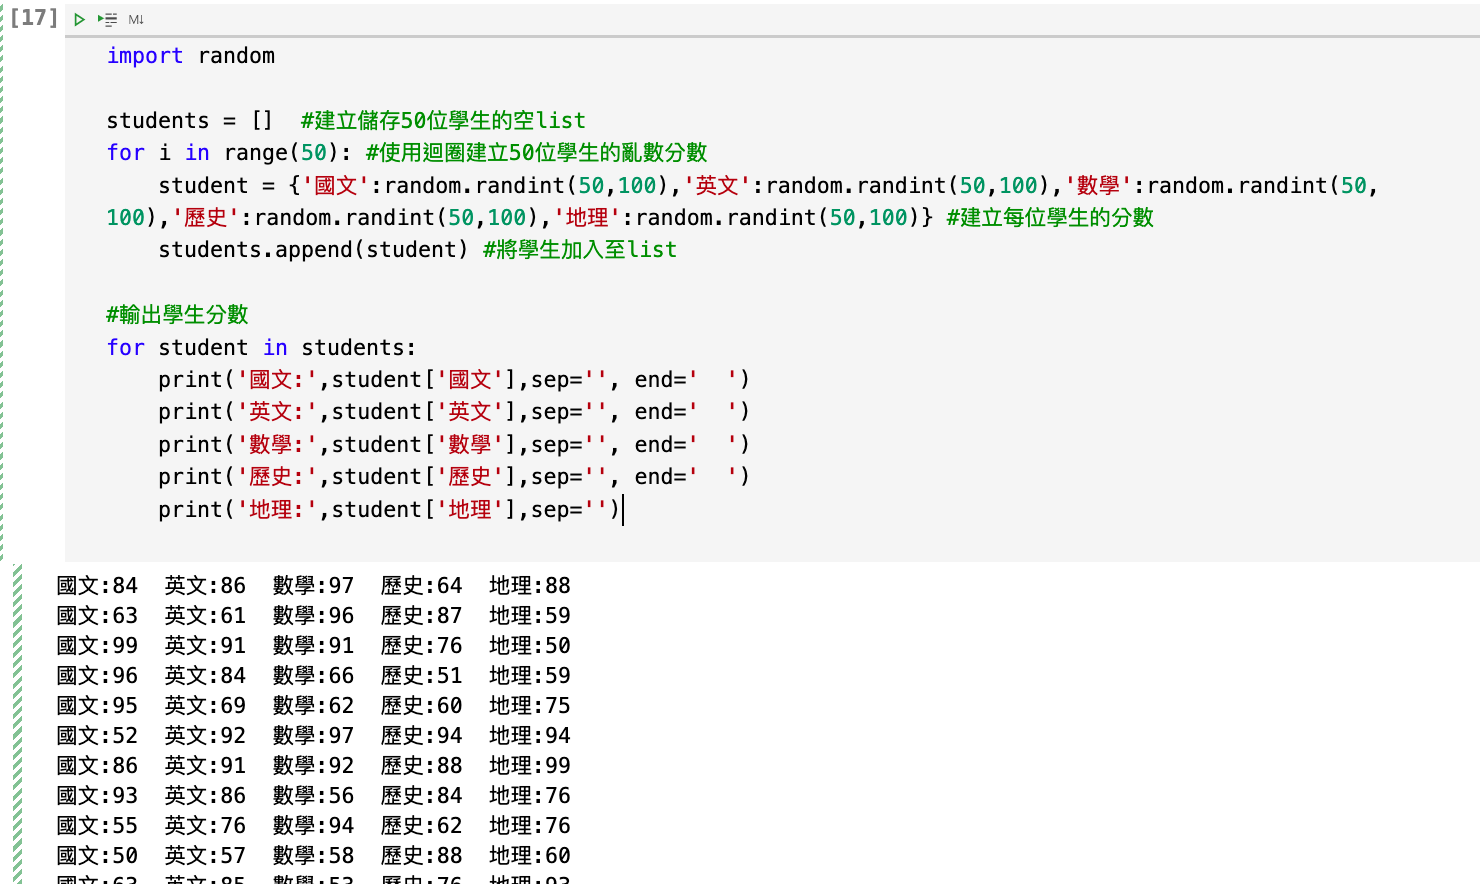 [17] M↓
import random
students = []  #建立儲存50位學生的空list
for i in range(50): #使用迴圈建立50位學生的亂數分數
    student = {'國文':random.randint(50,100),'英文':random.randint(50,100),'數學':random.randint(50,
100),'歷史':random.randint(50,100),'地理':random.randint(50,100)} #建立每位學生的分數
    students.append(student) #將學生加入至list
#輸出學生分數
for student in students:
    print('國文:',student['國文'],sep='', end='  ')
    print('英文:',student['英文'],sep='', end='  ')
    print('數學:',student['數學'],sep='', end='  ')
    print('歷史:',student['歷史'],sep='', end='  ')
    print('地理:',student['地理'],sep='')
國文:84  英文:86  數學:97  歷史:64  地理:88
國文:63  英文:61  數學:96  歷史:87  地理:59
國文:99  英文:91  數學:91  歷史:76  地理:50
國文:96  英文:84  數學:66  歷史:51  地理:59
國文:95  英文:69  數學:62  歷史:60  地理:75
國文:52  英文:92  數學:97  歷史:94  地理:94
國文:86  英文:91  數學:92  歷史:88  地理:99
國文:93  英文:86  數學:56  歷史:84  地理:76
國文:55  英文:76  數學:94  歷史:62  地理:76
國文:50  英文:57  數學:58  歷史:88  地理:60
國文:63  英文:85  數學:53  歷史:76  地理:93